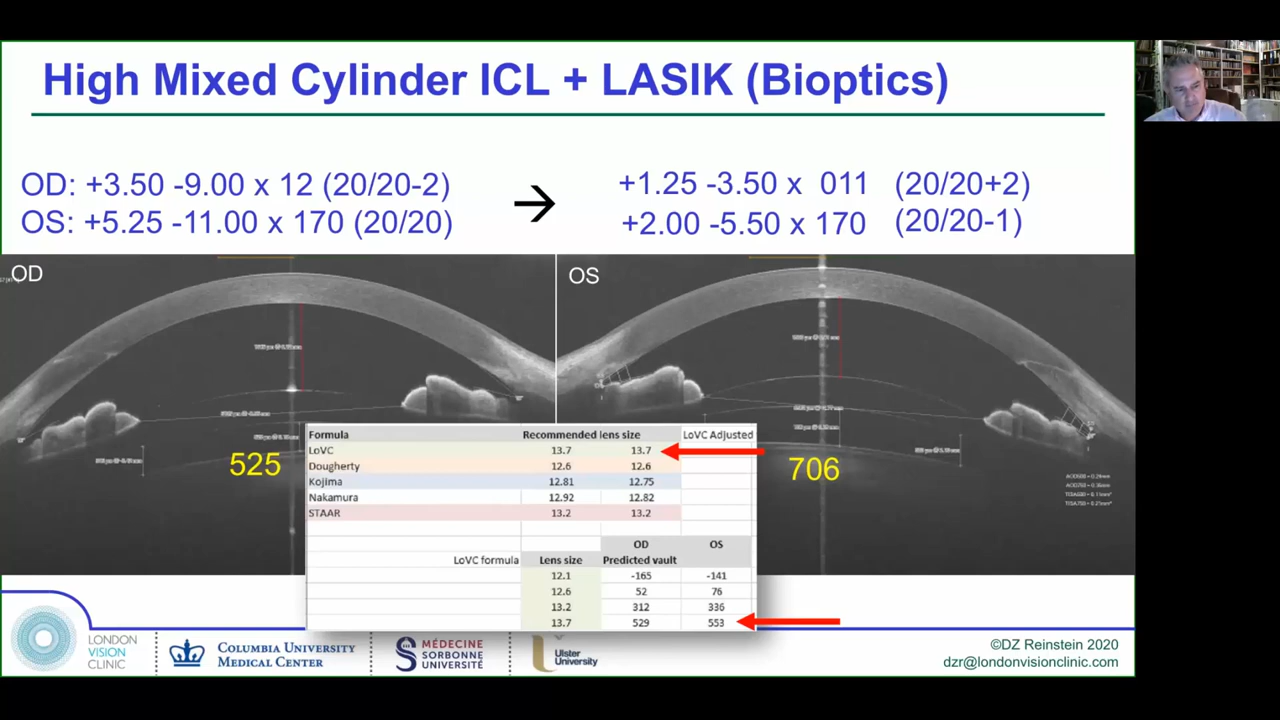 High Mixed Cylinder ICL + LASIK (Bioptics)
OD: +3.50 -9.00 x 12 (20/20-2) → +1.25 -3.50 x 011 (20/20+2)
OS: +5.25 -11.00 x 170 (20/20) +2.00 -5.50 x 170 (20/20-1)
OD OS
525 706
Formula Recommended lens size LoVC Adjusted
LoVC 13.7 13.7
Dougherty 12.6 12.6
Kojima 12.81 12.75
Nakamura 12.92 12.82
STAAR 13.2 13.2
OD OS
LoVC formula Lens size Predicted vault
12.1 -165 -141
12.6 52 76
13.2 312 336
13.7 529 553
LONDON
VISION
CLINIC
COLUMBIA UNIVERSITY
MEDICAL CENTER
MÉDECINE
SORBONNE
UNIVERSITÉ
Ulster
University
©DZ Reinstein 2020
dzr@londonvisionclinic.com